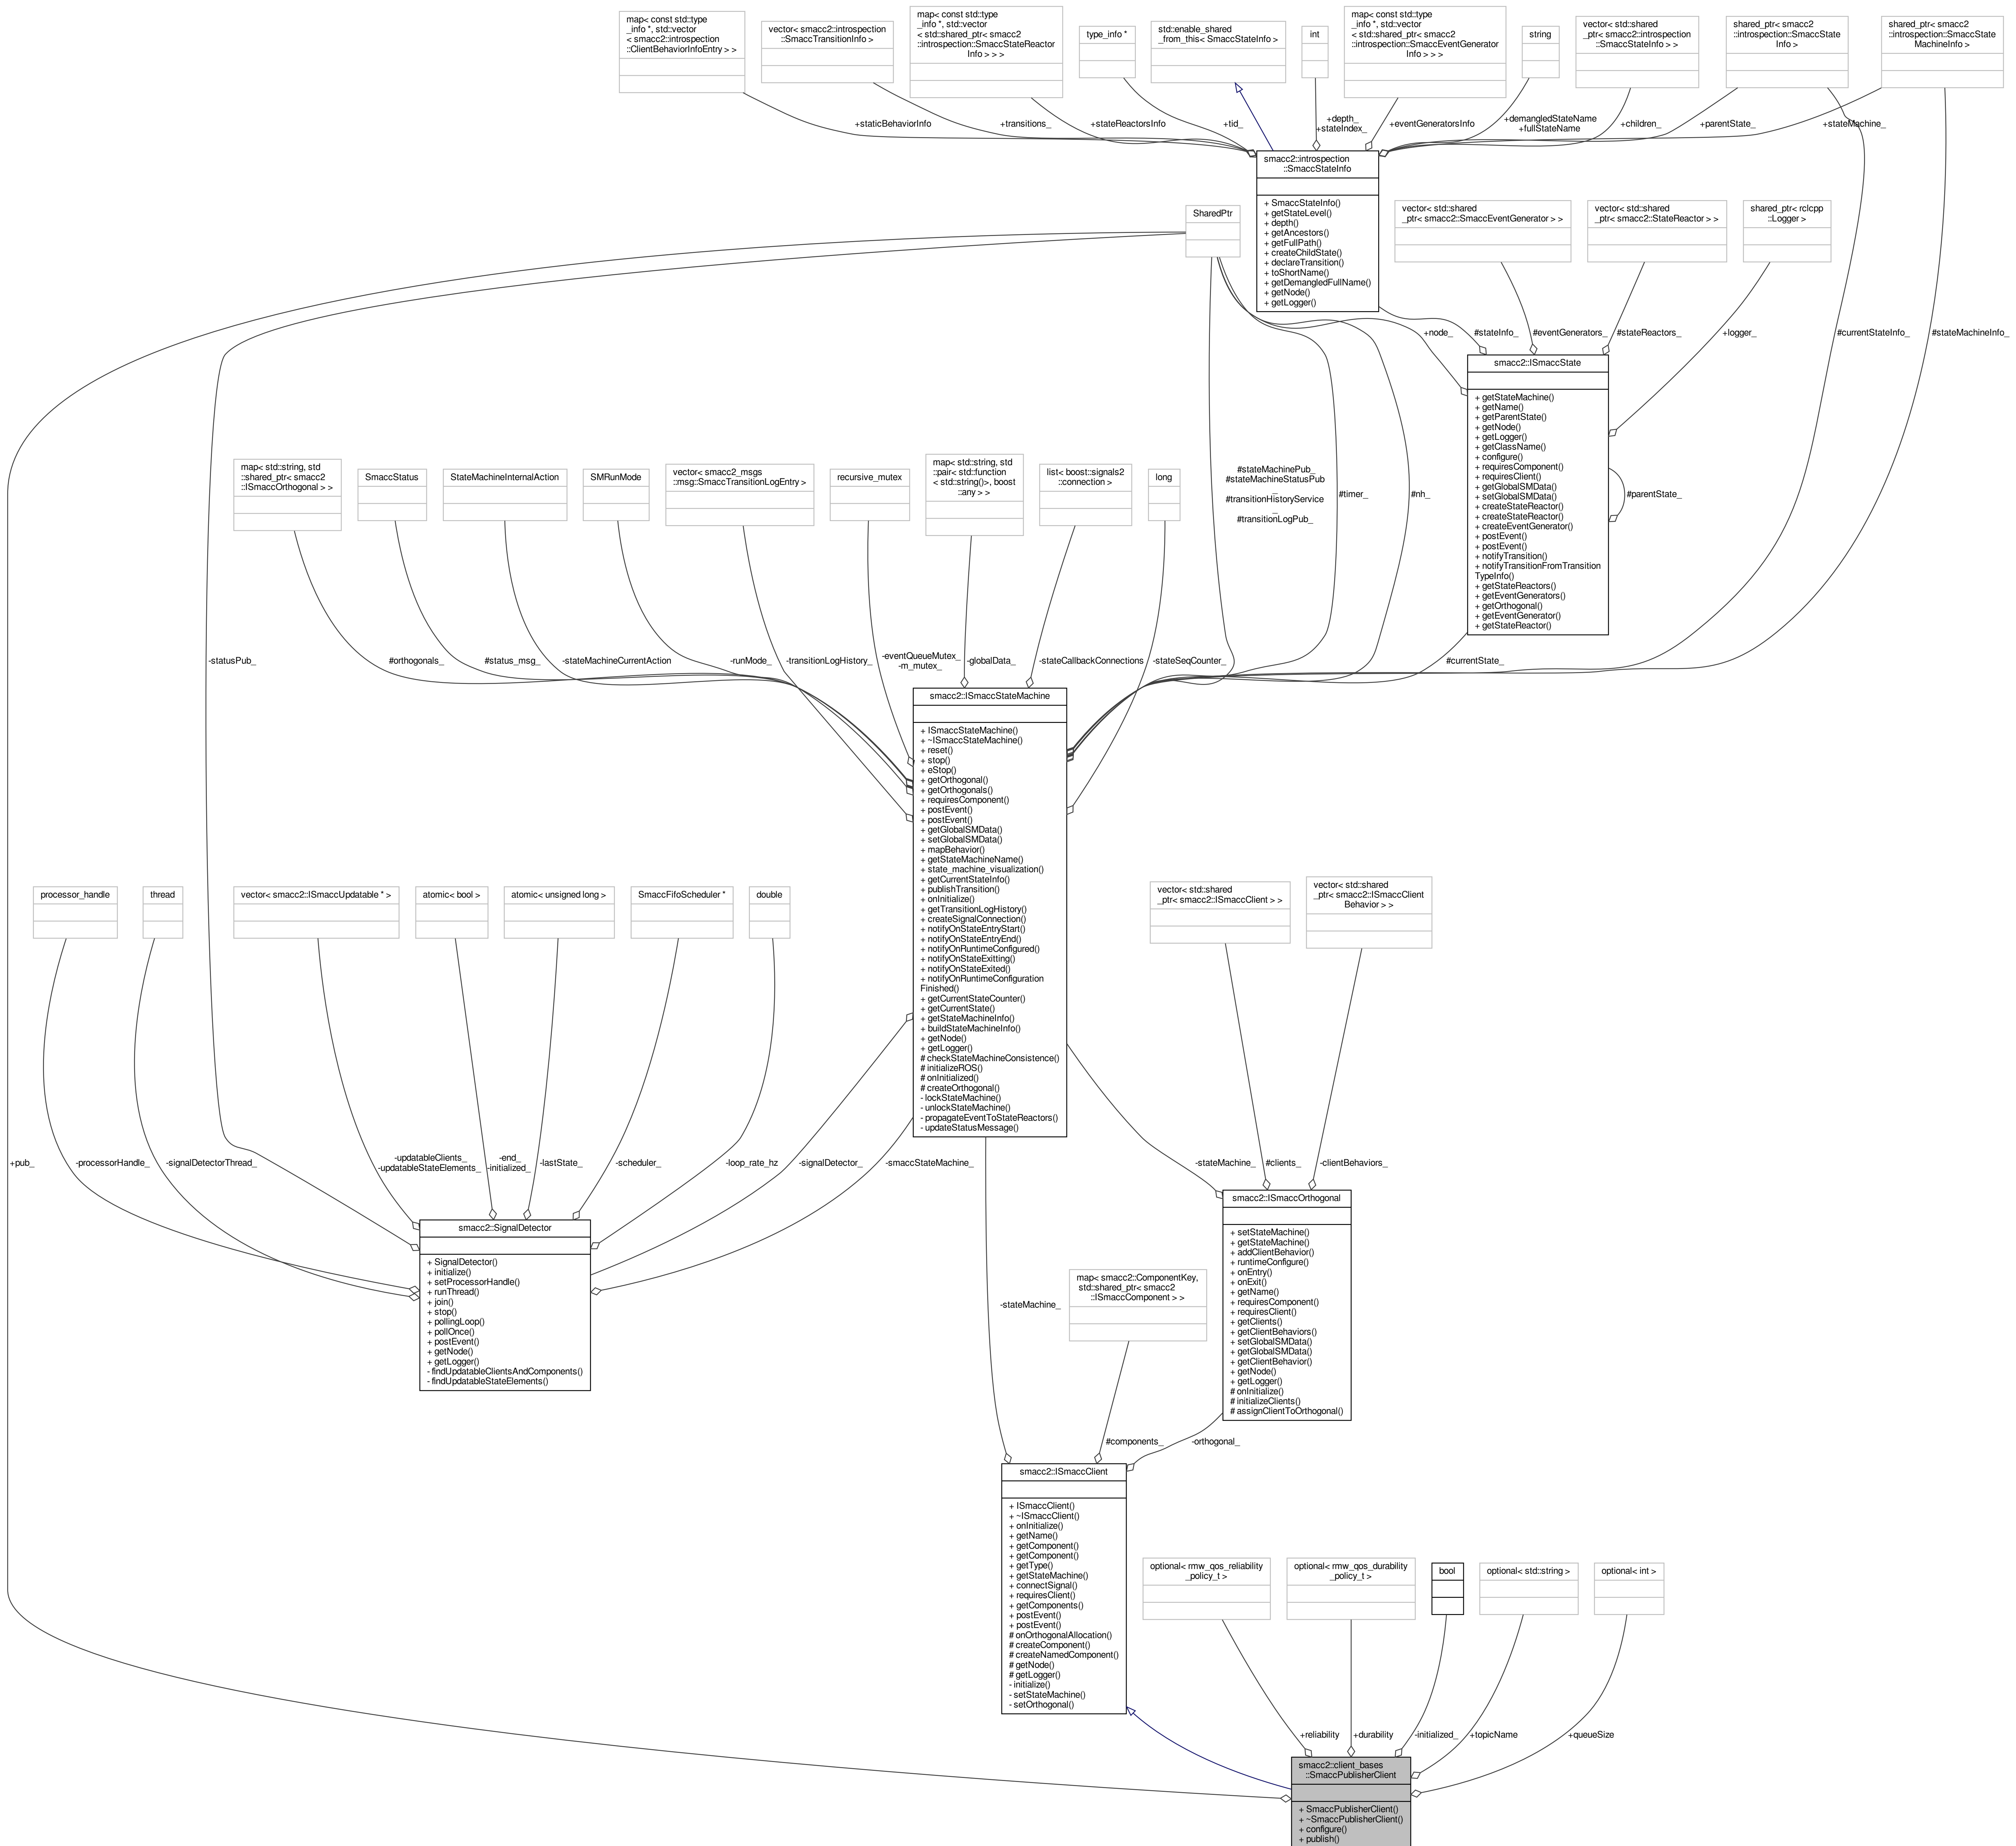 map< const std::type
_info *, std::vector
< smacc2::introspection
::ClientBehaviorInfoEntry > >
vector< smacc2::introspection
::SmaccTransitionInfo >
map< const std::type
_info *, std::vector
< std::shared_ptr< smacc2
::introspection::SmaccStateReactor
Info > > >
type_info *
std::enable_shared
_from_this< SmaccStateInfo >
int
map< const std::type
_info *, std::vector
< std::shared_ptr< smacc2
::introspection::SmaccEventGenerator
Info > > >
string
vector< std::shared
_ptr< smacc2::introspection
::SmaccStateInfo > >
shared_ptr< smacc2
::introspection::SmaccState
Info >
shared_ptr< smacc2
::introspection::SmaccState
MachineInfo >
+staticBehaviorInfo
+transitions_
+stateReactorsInfo
+tid_
+depth_
+stateIndex_
+eventGeneratorsInfo
+demangledStateName
+fullStateName
+children_
+parentState_
+stateMachine_
smacc2::introspection
::SmaccStateInfo
+ SmaccStateInfo()
+ getStateLevel()
+ depth()
+ getAncestors()
+ getFullPath()
+ createChildState()
+ declareTransition()
+ toShortName()
+ getDemangledFullName()
+ getNode()
+ getLogger()
SharedPtr
vector< std::shared
_ptr< smacc2::SmaccEventGenerator > >
vector< std::shared
_ptr< smacc2::StateReactor > >
shared_ptr< rclcpp
::Logger >
+node_
#stateInfo_
#eventGenerators_
#stateReactors_
+logger_
#currentStateInfo_
#stateMachineInfo_
smacc2::ISmaccState
+ getStateMachine()
+ getName()
+ getParentState()
+ getNode()
+ getLogger()
+ getClassName()
+ configure()
+ requiresComponent()
+ requiresClient()
+ getGlobalSMData()
+ setGlobalSMData()
+ createStateReactor()
+ createStateReactor()
+ createEventGenerator()
+ postEvent()
+ postEvent()
+ notifyTransition()
+ notifyTransitionFromTransition
TypeInfo()
+ getStateReactors()
+ getEventGenerators()
+ getOrthogonal()
+ getEventGenerator()
+ getStateReactor()
#parentState_
map< std::string, std
::shared_ptr< smacc2
::ISmaccOrthogonal > >
SmaccStatus
StateMachineInternalAction
SMRunMode
vector< smacc2_msgs
::msg::SmaccTransitionLogEntry >
recursive_mutex
map< std::string, std
::pair< std::function
< std::string()>, boost
::any > >
list< boost::signals2
::connection >
long
#stateMachinePub_
#stateMachineStatusPub
_
#transitionHistoryService
_
#transitionLogPub_
#timer_
#nh_
-statusPub_
#orthogonals_
#status_msg_
-stateMachineCurrentAction
-runMode_
-transitionLogHistory_
-eventQueueMutex_
-m_mutex_
-globalData_
-stateCallbackConnections
-stateSeqCounter_
#currentState_
smacc2::ISmaccStateMachine
+ ISmaccStateMachine()
+ ~ISmaccStateMachine()
+ reset()
+ stop()
+ eStop()
+ getOrthogonal()
+ getOrthogonals()
+ requiresComponent()
+ postEvent()
+ postEvent()
+ getGlobalSMData()
+ setGlobalSMData()
+ mapBehavior()
+ getStateMachineName()
+ state_machine_visualization()
+ getCurrentStateInfo()
+ publishTransition()
+ onInitialize()
+ getTransitionLogHistory()
+ createSignalConnection()
+ notifyOnStateEntryStart()
+ notifyOnStateEntryEnd()
+ notifyOnRuntimeConfigured()
+ notifyOnStateExitting()
+ notifyOnStateExited()
+ notifyOnRuntimeConfiguration
Finished()
+ getCurrentStateCounter()
+ getCurrentState()
+ getStateMachineInfo()
+ buildStateMachineInfo()
+ getNode()
+ getLogger()
# checkStateMachineConsistence()
# initializeROS()
# onInitialized()
# createOrthogonal()
- lockStateMachine()
- unlockStateMachine()
- propagateEventToStateReactors()
- updateStatusMessage()
processor_handle
thread
vector< smacc2::ISmaccUpdatable * >
atomic< bool >
atomic< unsigned long >
SmaccFifoScheduler *
double
vector< std::shared
_ptr< smacc2::ISmaccClient > >
vector< std::shared
_ptr< smacc2::ISmaccClient
Behavior > >
+pub_
-processorHandle_
-signalDetectorThread_
-updatableClients_
-updatableStateElements_
-end_
-initialized_
-lastState_
-scheduler_
-loop_rate_hz
-signalDetector_
-smaccStateMachine_
-stateMachine_
#clients_
-clientBehaviors_
smacc2::SignalDetector
+ SignalDetector()
+ initialize()
+ setProcessorHandle()
+ runThread()
+ join()
+ stop()
+ pollingLoop()
+ pollOnce()
+ postEvent()
+ getNode()
+ getLogger()
- findUpdatableClientsAndComponents()
- findUpdatableStateElements()
smacc2::ISmaccOrthogonal
+ setStateMachine()
+ getStateMachine()
+ addClientBehavior()
+ runtimeConfigure()
+ onEntry()
+ onExit()
+ getName()
+ requiresComponent()
+ requiresClient()
+ getClients()
+ getClientBehaviors()
+ setGlobalSMData()
+ getGlobalSMData()
+ getClientBehavior()
+ getNode()
+ getLogger()
# onInitialize()
# initializeClients()
# assignClientToOrthogonal()
map< smacc2::ComponentKey,
std::shared_ptr< smacc2
::ISmaccComponent > >
-stateMachine_
#components_
-orthogonal_
smacc2::ISmaccClient
+ ISmaccClient()
+ ~ISmaccClient()
+ onInitialize()
+ getName()
+ getComponent()
+ getComponent()
+ getType()
+ getStateMachine()
+ connectSignal()
+ requiresClient()
+ getComponents()
+ postEvent()
+ postEvent()
# onOrthogonalAllocation()
# createComponent()
# createNamedComponent()
# getNode()
# getLogger()
- initialize()
- setStateMachine()
- setOrthogonal()
optional< rmw_qos_reliability
_policy_t >
optional< rmw_qos_durability
_policy_t >
bool
optional< std::string >
optional< int >
+reliability
+durability
-initialized_
+topicName
+queueSize
smacc2::client_bases
::SmaccPublisherClient
+ SmaccPublisherClient()
+ ~SmaccPublisherClient()
+ configure()
+ publish()